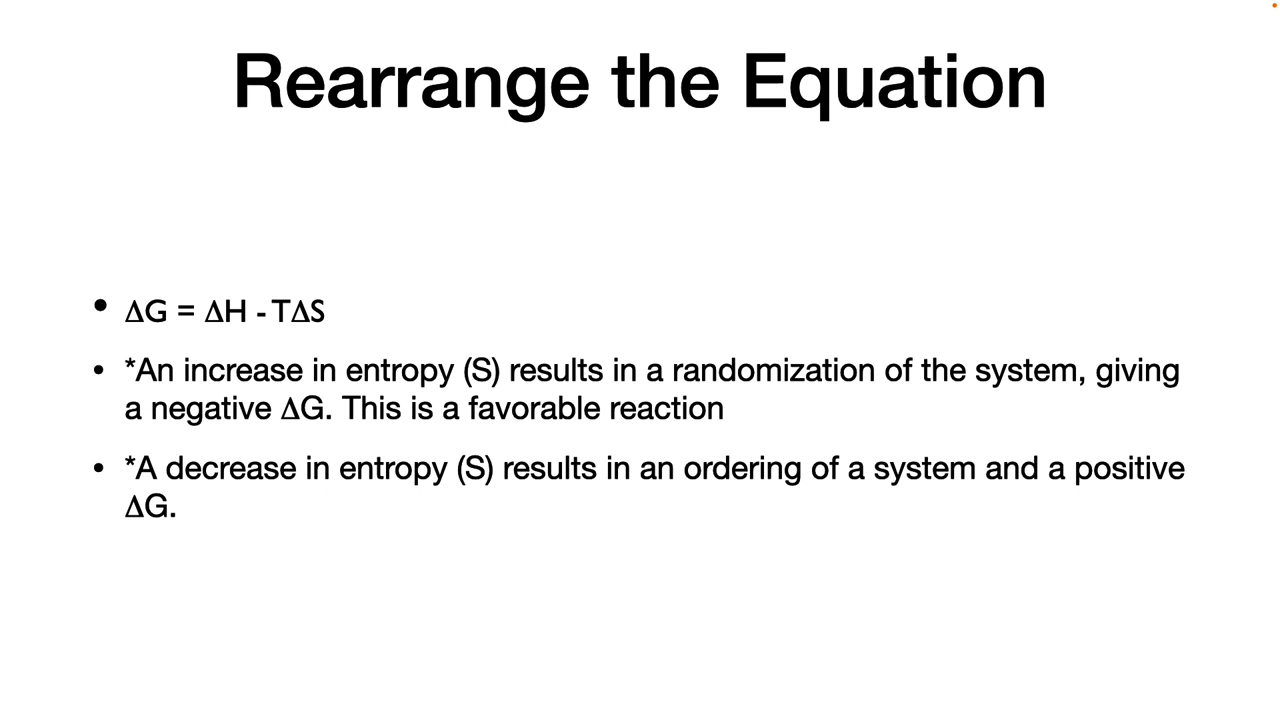 Rearrange the Equation
• ΔG = ΔH - TΔS
• *An increase in entropy (S) results in a randomization of the system, giving
a negative ΔG. This is a favorable reaction
• *A decrease in entropy (S) results in an ordering of a system and a positive
ΔG.